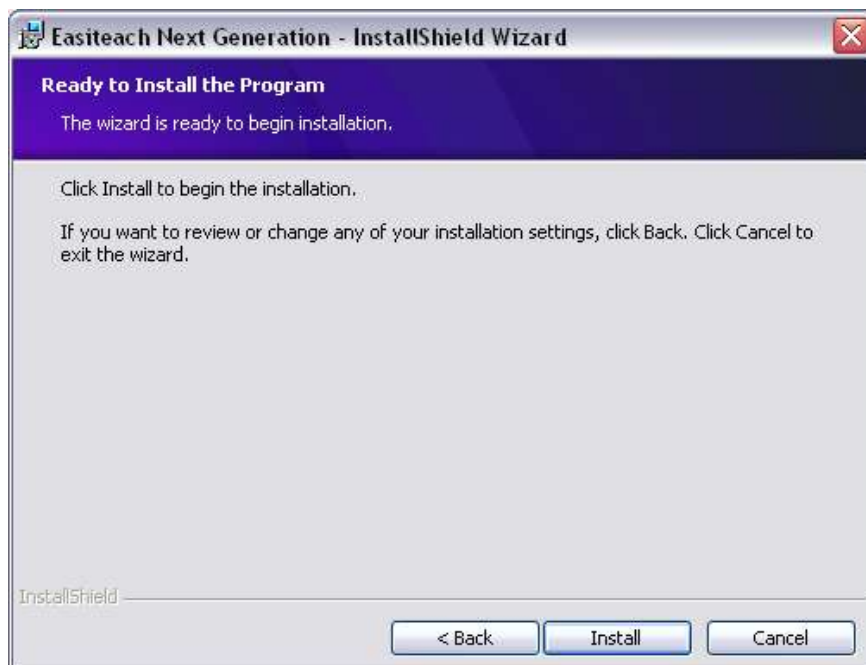 Easiteach Next Generation - InstallShield Wizard
Ready to Install the Program
The wizard is ready to begin installation.
Click Install to begin the installation.
If you want to review or change any of your installation settings, click Back. Click Cancel to
exit the wizard.
InstallShield
< Back Install Cancel